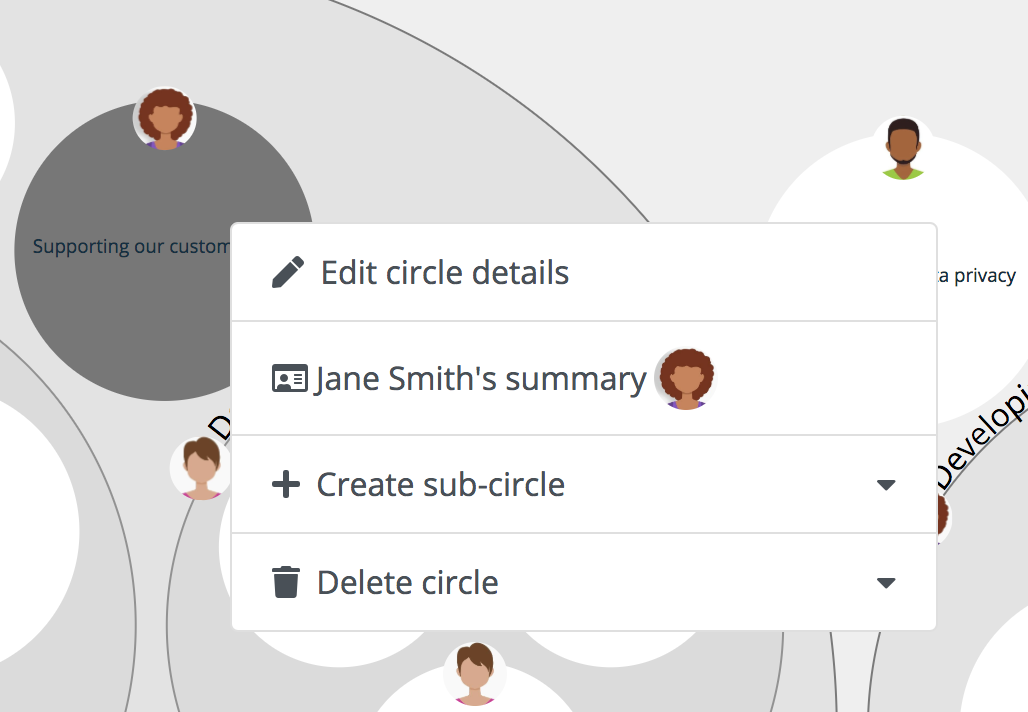 Supporting our custom
Edit circle details
a privacy
Jane Smith's summary
Developi
D
Create sub-circle
Delete circle